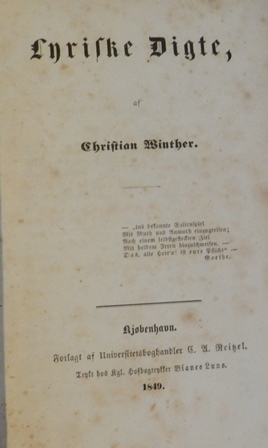 Lyriske Digte,
af
Christian Winther.
— „ins bekannte Saitenspiel
Mit Muth und Anmuth einzugreifen;
Nach einem selbstgesteckten Ziel
Mit holdem Irren hinzuschweifen, —
Das, alte Herr'n! ist eure Pflicht“ —
Goethe.
Kjøbenhavn.
Forlagt af Universitetsboghandler C. A. Reitzel.
Trykt hos Kgl. Hofbogtrykker Bianco Luno.
1849.